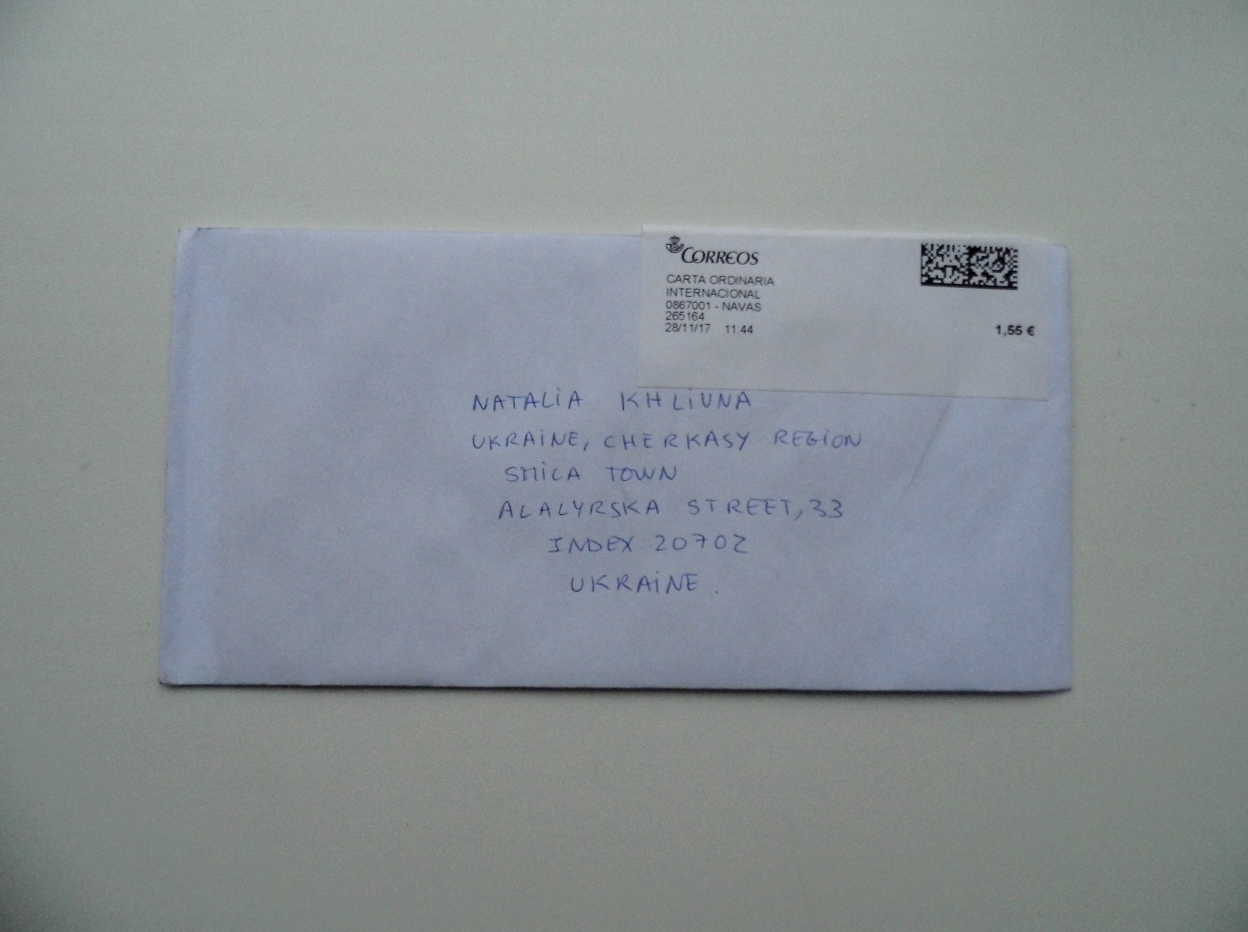 CORREOS
CARTA ORDINARIA
INTERNACIONAL
0867001 - NAVAS
265164
28/11/17 11:44
1,55 €
NATALIA KHLIVNA
UKRAINE, CHERKASY REGION
SMILA TOWN
ALALYRSKA STREET, 33
INDEX 20702
UKRAINE.